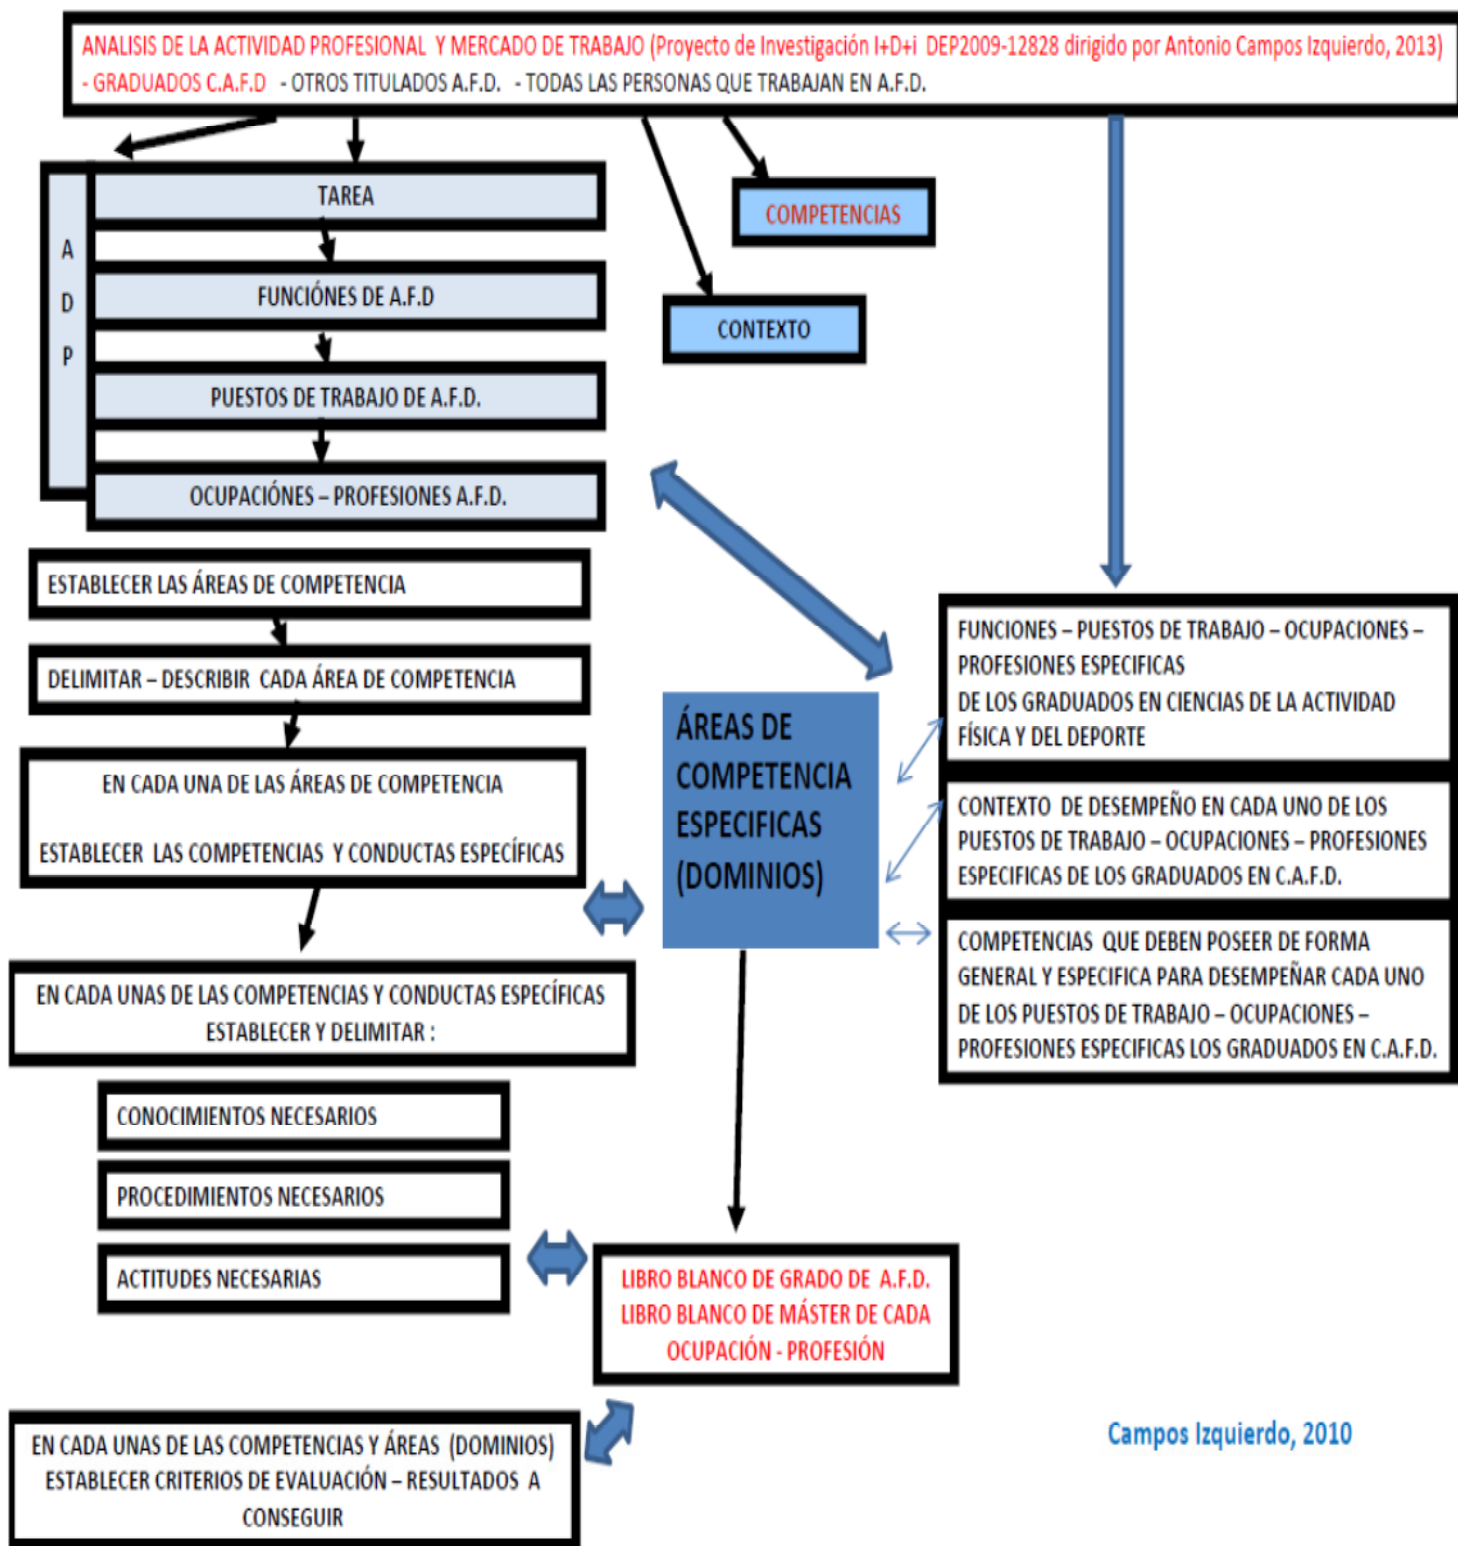 ANALISIS DE LA ACTIVIDAD PROFESIONAL Y MERCADO DE TRABAJO (Proyecto de Investigación I+D+i DEP2009-12828 dirigido por Antonio Campos Izquierdo, 2013)
- GRADUADOS C.A.F.D - OTROS TITULADOS A.F.D. - TODAS LAS PERSONAS QUE TRABAJAN EN A.F.D.
A
D
P
TAREA
FUNCIÓNES DE A.F.D
PUESTOS DE TRABAJO DE A.F.D.
OCUPACIÓNES – PROFESIONES A.F.D.
COMPETENCIAS
CONTEXTO
ESTABLECER LAS ÁREAS DE COMPETENCIA
DELIMITAR – DESCRIBIR CADA ÁREA DE COMPETENCIA
EN CADA UNA DE LAS ÁREAS DE COMPETENCIA
ESTABLECER LAS COMPETENCIAS Y CONDUCTAS ESPECÍFICAS
EN CADA UNAS DE LAS COMPETENCIAS Y CONDUCTAS ESPECÍFICAS
ESTABLECER Y DELIMITAR :
CONOCIMIENTOS NECESARIOS
PROCEDIMIENTOS NECESARIOS
ACTITUDES NECESARIAS
EN CADA UNAS DE LAS COMPETENCIAS Y ÁREAS (DOMINIOS)
ESTABLECER CRITERIOS DE EVALUACIÓN – RESULTADOS A
CONSEGUIR
ÁREAS DE
COMPETENCIA
ESPECIFICAS
(DOMINIOS)
LIBRO BLANCO DE GRADO DE A.F.D.
LIBRO BLANCO DE MÁSTER DE CADA
OCUPACIÓN - PROFESIÓN
FUNCIONES – PUESTOS DE TRABAJO – OCUPACIONES –
PROFESIONES ESPECIFICAS
DE LOS GRADUADOS EN CIENCIAS DE LA ACTIVIDAD
FÍSICA Y DEL DEPORTE
CONTEXTO DE DESEMPEÑO EN CADA UNO DE LOS
PUESTOS DE TRABAJO – OCUPACIONES – PROFESIONES
ESPECIFICAS DE LOS GRADUADOS EN C.A.F.D.
COMPETENCIAS QUE DEBEN POSEER DE FORMA
GENERAL Y ESPECIFICA PARA DESEMPEÑAR CADA UNO
DE LOS PUESTOS DE TRABAJO – OCUPACIONES –
PROFESIONES ESPECIFICAS LOS GRADUADOS EN C.A.F.D.
Campos Izquierdo, 2010